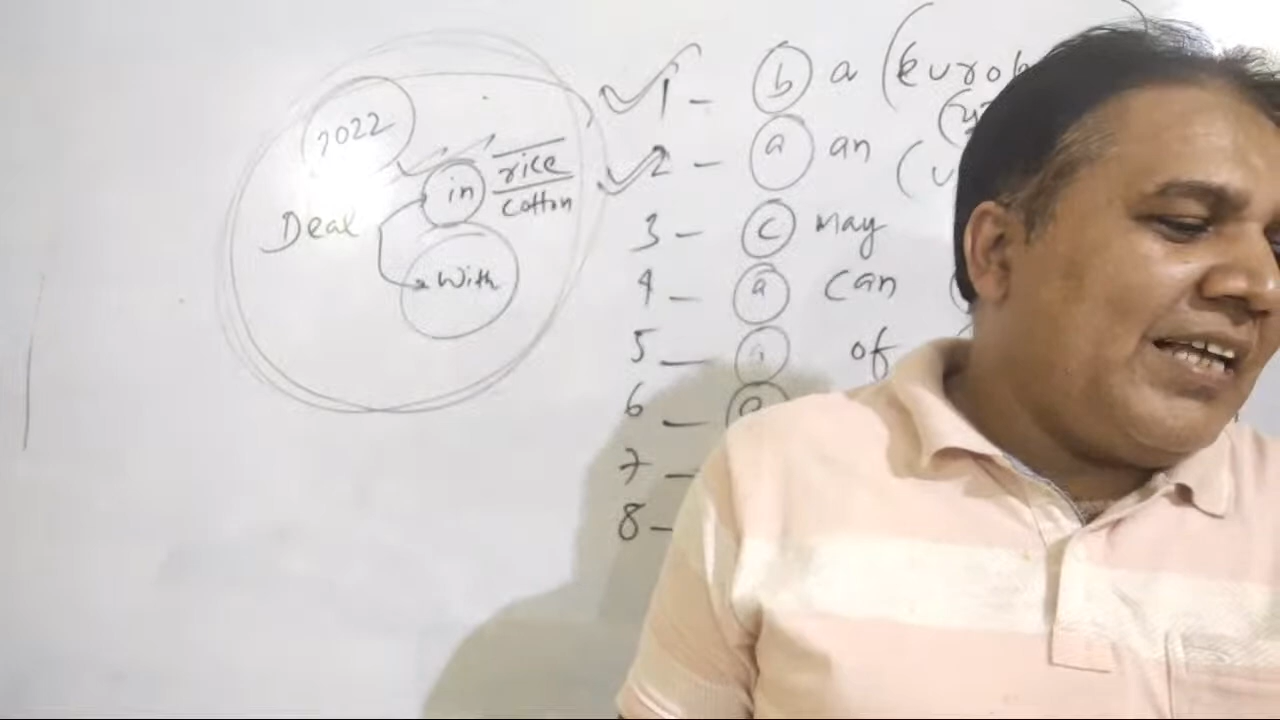 2022
Deal
in rice
cotton
With
1 - b a (Europ
2 - a an
3 - c may
4 - a can
5 - of
6 -
7 -
8 -